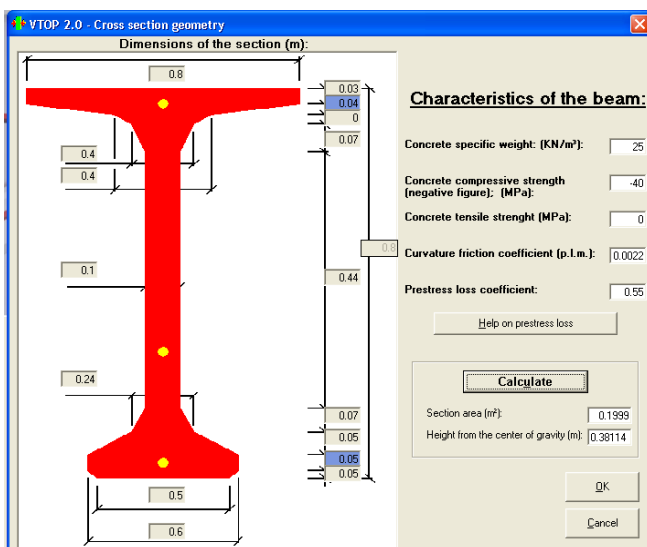 VTOP 2.0 - Cross section geometry
Dimensions of the section (m):
0.8
0.03
0.04
0
0.07
0.4
0.4
0.8
0.1
0.44
0.24
0.07
0.05
0.05
0.05
0.5
0.6
Characteristics of the beam:
Concrete specific weight: (KN/m³):
25
Concrete compressive strength
(negative figure); (MPa):
-40
Concrete tensile strenght (MPa):
0
Curvature friction coefficient (p.l.m.):
0.0022
Prestress loss coefficient:
0.55
Help on prestress loss
Calculate
Section area (m²):
0.1999
Height from the center of gravity (m):
0.38114
OK
Cancel